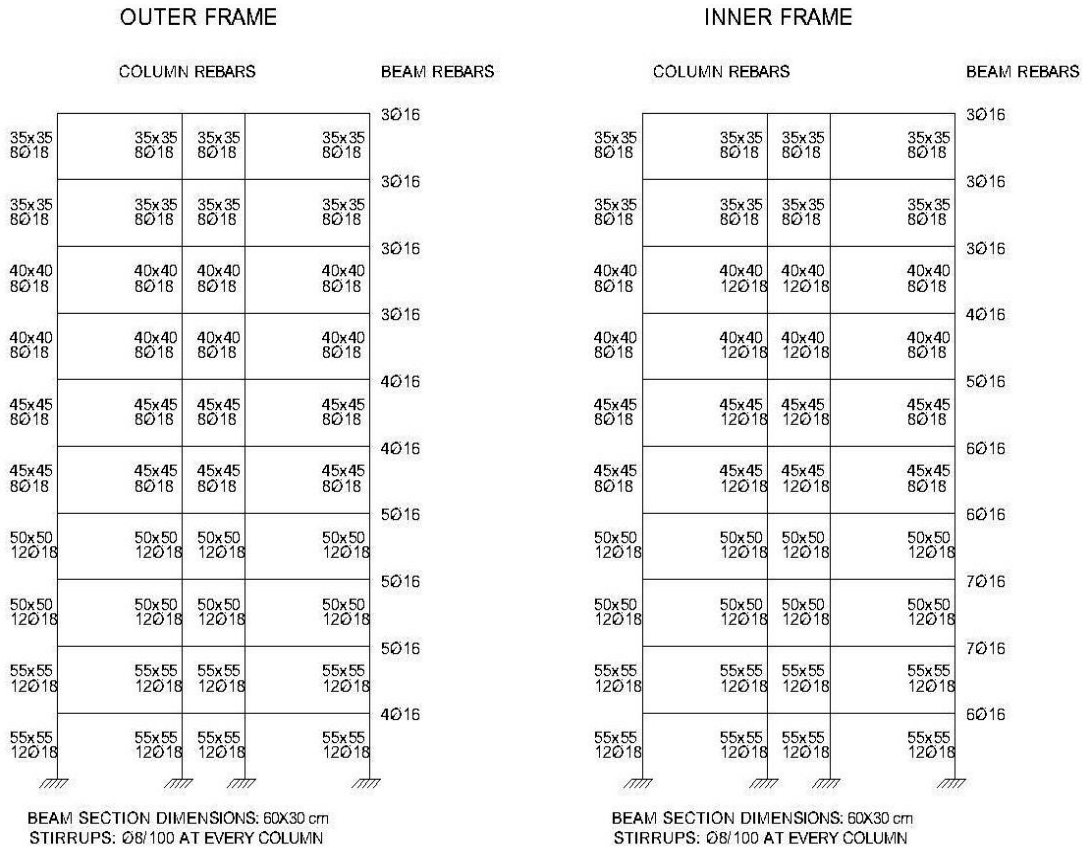 OUTER FRAME
COLUMN REBARS
BEAM REBARS
3Ø16
35x35 35x35 35x35 35x35
8Ø18 8Ø18 8Ø18 8Ø18
3Ø16
35x35 35x35 35x35 35x35
8Ø18 8Ø18 8Ø18 8Ø18
3Ø16
40x40 40x40 40x40 40x40
8Ø18 8Ø18 8Ø18 8Ø18
3Ø16
40x40 40x40 40x40 40x40
8Ø18 8Ø18 8Ø18 8Ø18
4Ø16
45x45 45x45 45x45 45x45
8Ø18 8Ø18 8Ø18 8Ø18
4Ø16
45x45 45x45 45x45 45x45
8Ø18 8Ø18 8Ø18 8Ø18
5Ø16
50x50 50x50 50x50 50x50
12Ø18 12Ø18 12Ø18 12Ø18
5Ø16
50x50 50x50 50x50 50x50
12Ø18 12Ø18 12Ø18 12Ø18
5Ø16
55x55 55x55 55x55 55x55
12Ø18 12Ø18 12Ø18 12Ø18
4Ø16
55x55 55x55 55x55 55x55
12Ø18 12Ø18 12Ø18 12Ø18
BEAM SECTION DIMENSIONS: 60X30 cm
STIRRUPS: Ø8/100 AT EVERY COLUMN
INNER FRAME
COLUMN REBARS
BEAM REBARS
3Ø16
35x35 35x35 35x35 35x35
8Ø18 8Ø18 8Ø18 8Ø18
3Ø16
35x35 35x35 35x35 35x35
8Ø18 8Ø18 8Ø18 8Ø18
3Ø16
40x40 40x40 40x40 40x40
8Ø18 12Ø18 12Ø18 8Ø18
4Ø16
40x40 40x40 40x40 40x40
8Ø18 12Ø18 12Ø18 8Ø18
5Ø16
45x45 45x45 45x45 45x45
8Ø18 12Ø18 12Ø18 8Ø18
6Ø16
45x45 45x45 45x45 45x45
8Ø18 12Ø18 12Ø18 8Ø18
6Ø16
50x50 50x50 50x50 50x50
12Ø18 12Ø18 12Ø18 12Ø18
7Ø16
50x50 50x50 50x50 50x50
12Ø18 12Ø18 12Ø18 12Ø18
7Ø16
55x55 55x55 55x55 55x55
12Ø18 12Ø18 12Ø18 12Ø18
6Ø16
55x55 55x55 55x55 55x55
12Ø18 12Ø18 12Ø18 12Ø18
BEAM SECTION DIMENSIONS: 60X30 cm
STIRRUPS: Ø8/100 AT EVERY COLUMN